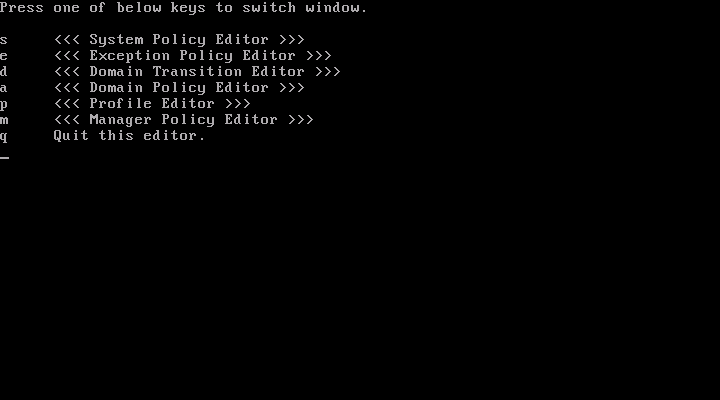 Press one of below keys to switch window.
s     <<< System Policy Editor >>>
e     <<< Exception Policy Editor >>>
d     <<< Domain Transition Editor >>>
a     <<< Domain Policy Editor >>>
p     <<< Profile Editor >>>
m     <<< Manager Policy Editor >>>
q     Quit this editor.